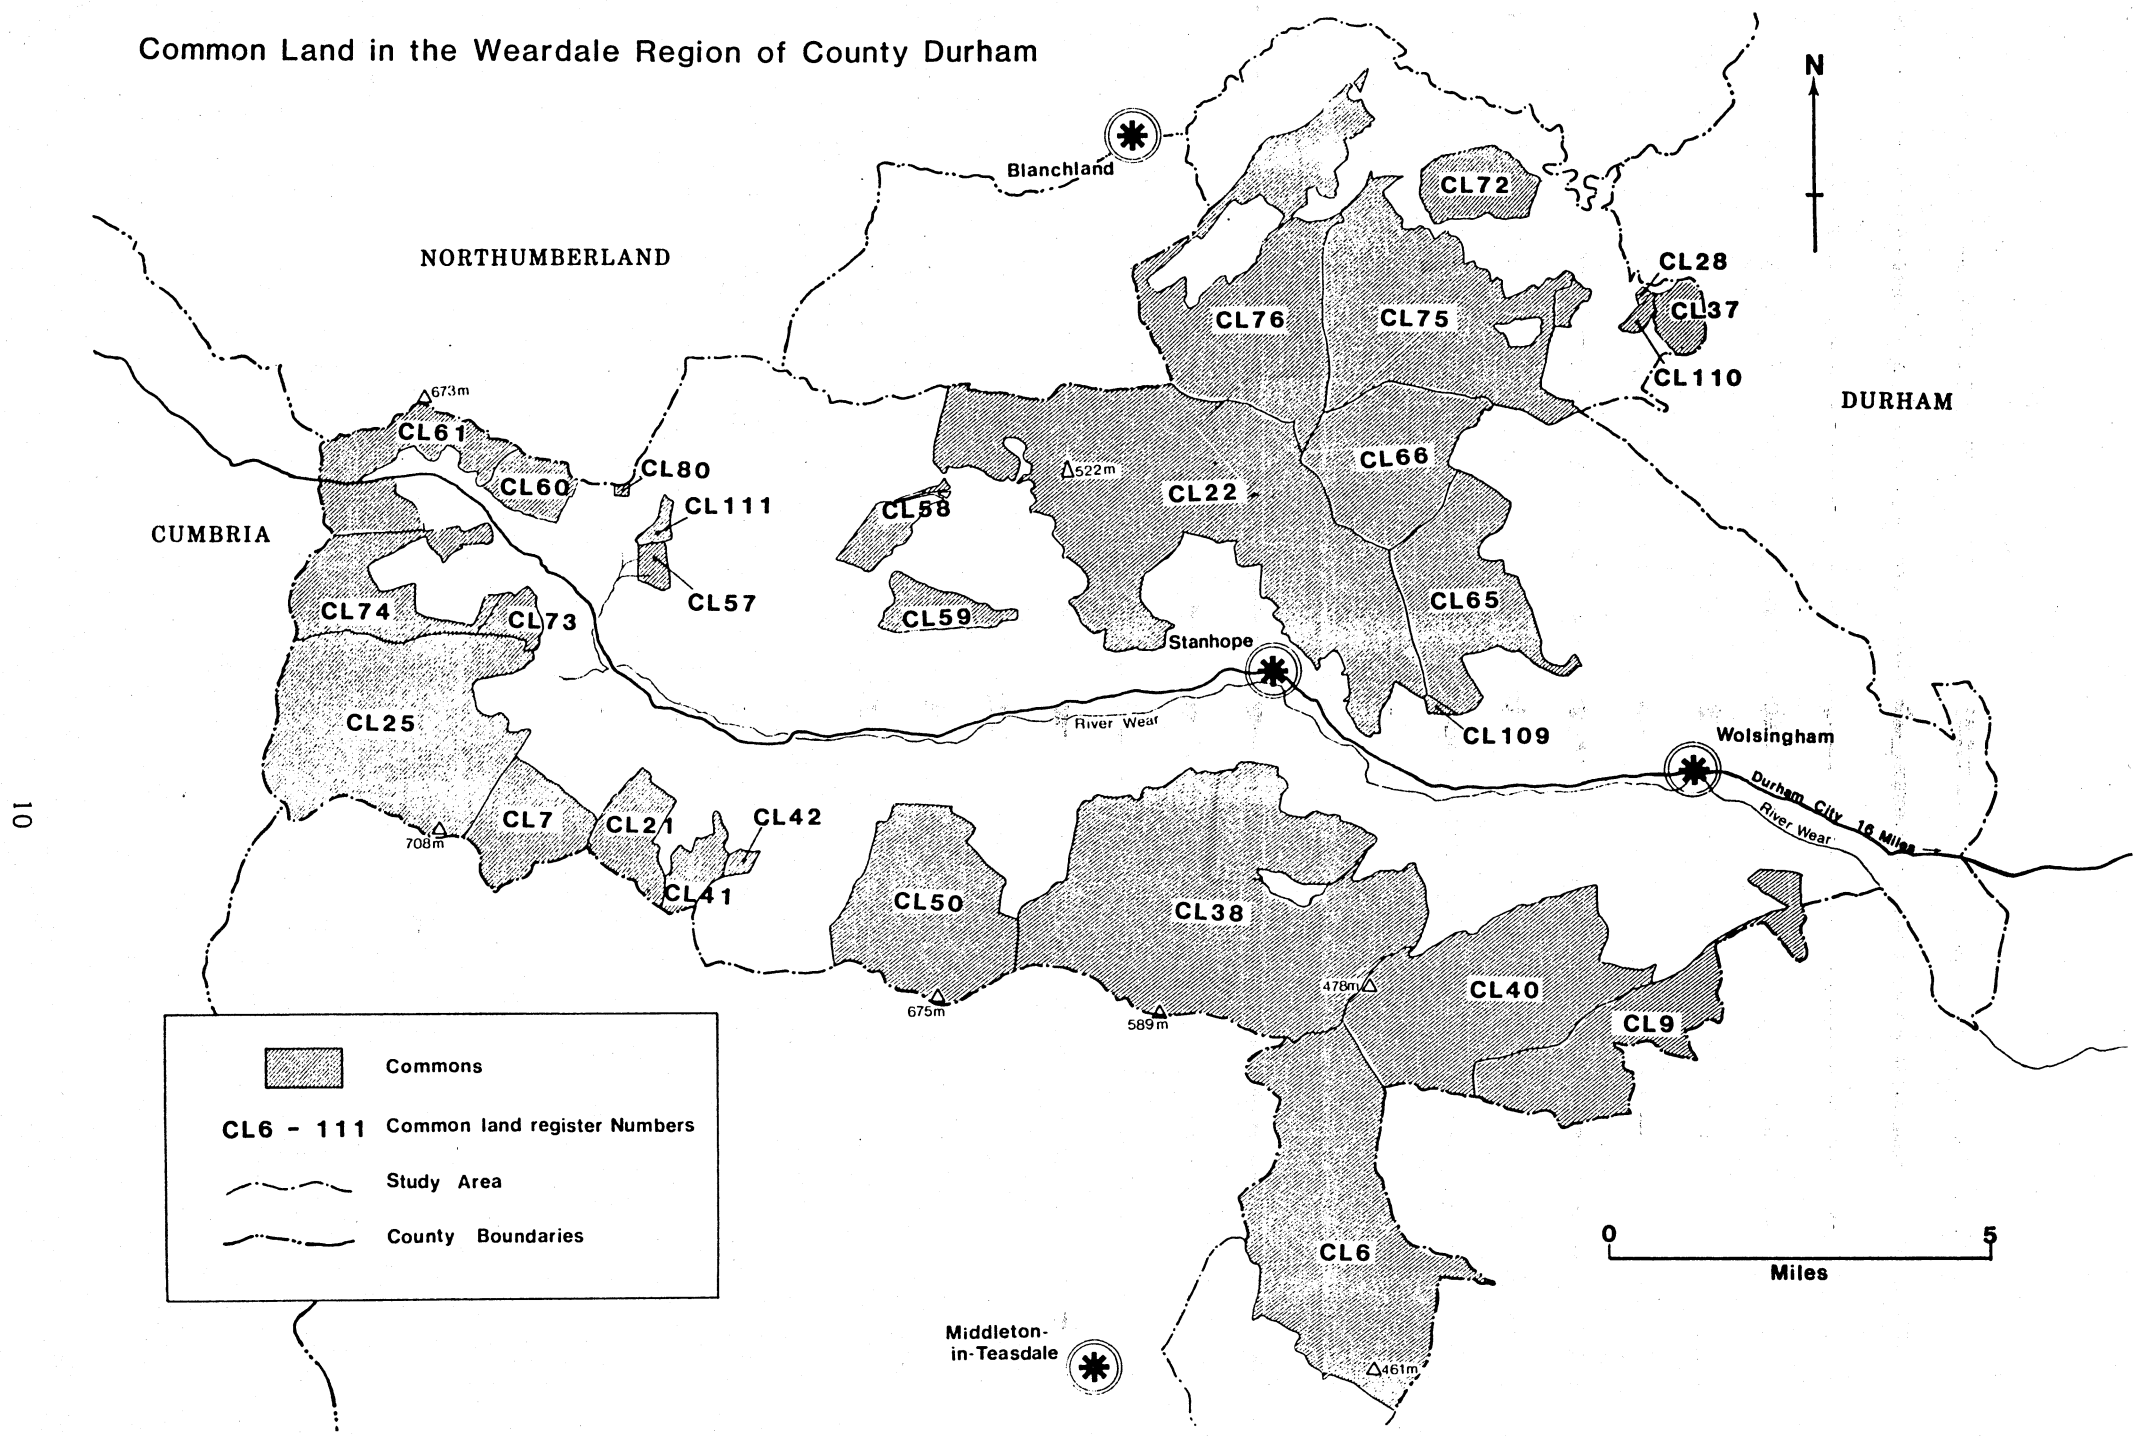 Common Land in the Weardale Region of County Durham
N
Blanchland
CL72
NORTHUMBERLAND
CL28
CL37
CL76
CL75
CL110
673m
DURHAM
CL61
CL66
522m
CL80
CL60
CL22
CL111
CL58
CUMBRIA
CL57
CL65
CL74
CL73
CL59
Stanhope
CL25
River Wear
CL109
Wolsingham
Durham City 16 Miles →
River Wear
10
CL7
CL21
CL42
708m
CL41
CL50
CL38
478m
CL40
675m
589m
CL9
Commons
CL6 - 111 Common land register Numbers
Study Area
County Boundaries
0 5
Miles
CL6
Middleton-
in-Teasdale
461m